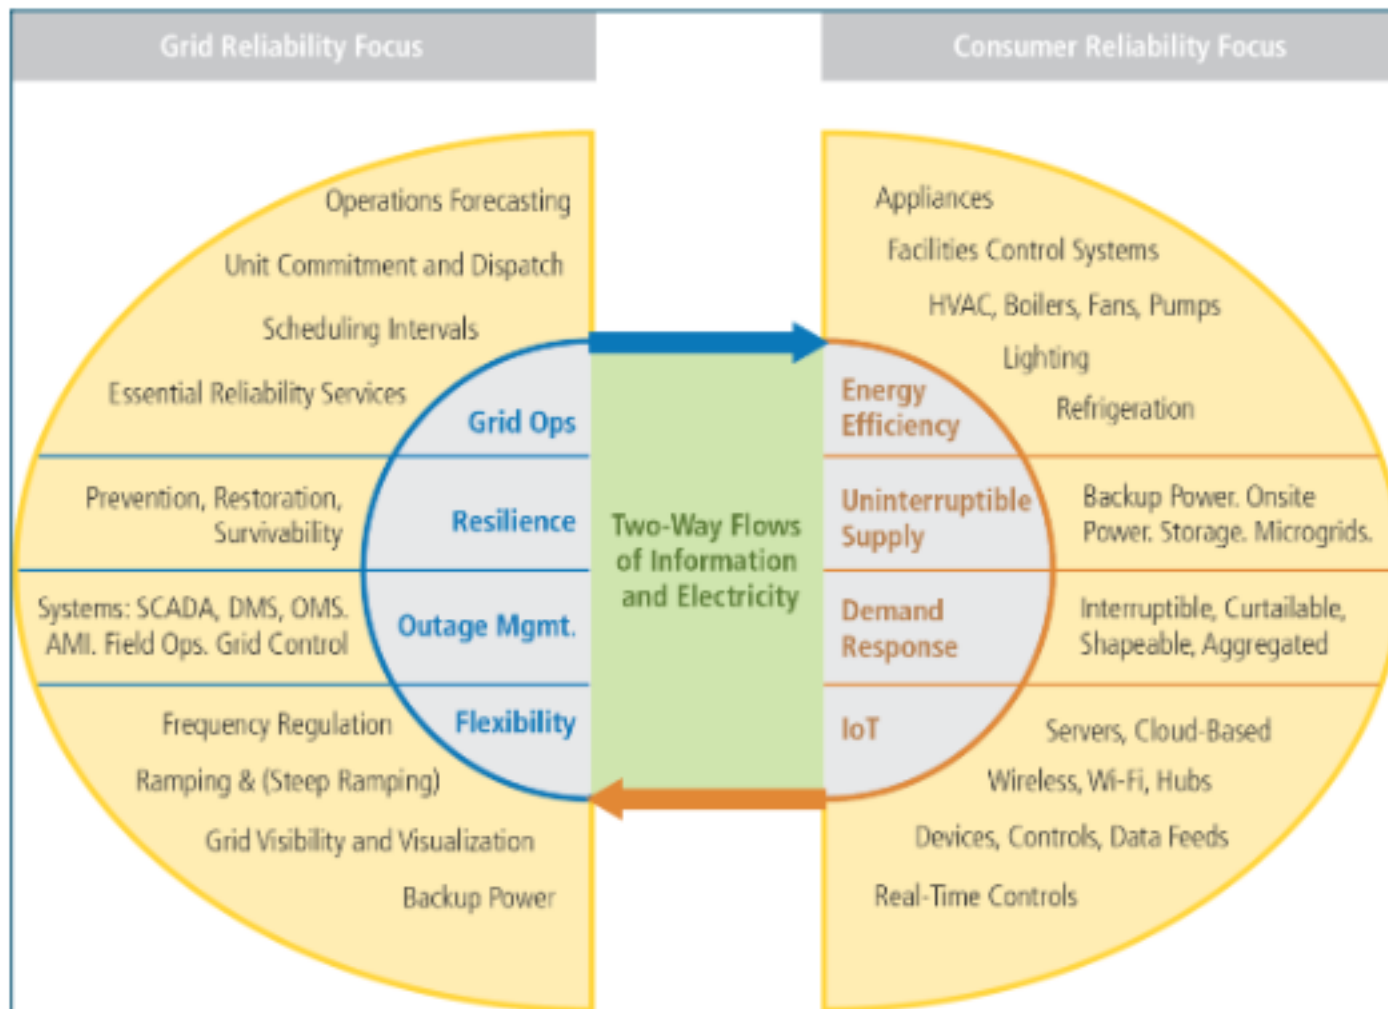 Grid Reliability Focus
Consumer Reliability Focus
Operations Forecasting
Unit Commitment and Dispatch
Scheduling Intervals
Essential Reliability Services
Grid Ops
Prevention, Restoration,
Survivability
Resilience
Systems: SCADA, DMS, OMS.
AMI. Field Ops. Grid Control
Outage Mgmt.
Flexibility
Frequency Regulation
Ramping & (Steep Ramping)
Grid Visibility and Visualization
Backup Power
Two-Way Flows
of Information
and Electricity
Appliances
Facilities Control Systems
HVAC, Boilers, Fans, Pumps
Lighting
Refrigeration
Energy
Efficiency
Uninterruptible
Supply
Backup Power. Onsite
Power. Storage. Microgrids.
Demand
Response
Interruptible, Curtailable,
Shapeable, Aggregated
IoT
Servers, Cloud-Based
Wireless, Wi-Fi, Hubs
Devices, Controls, Data Feeds
Real-Time Controls